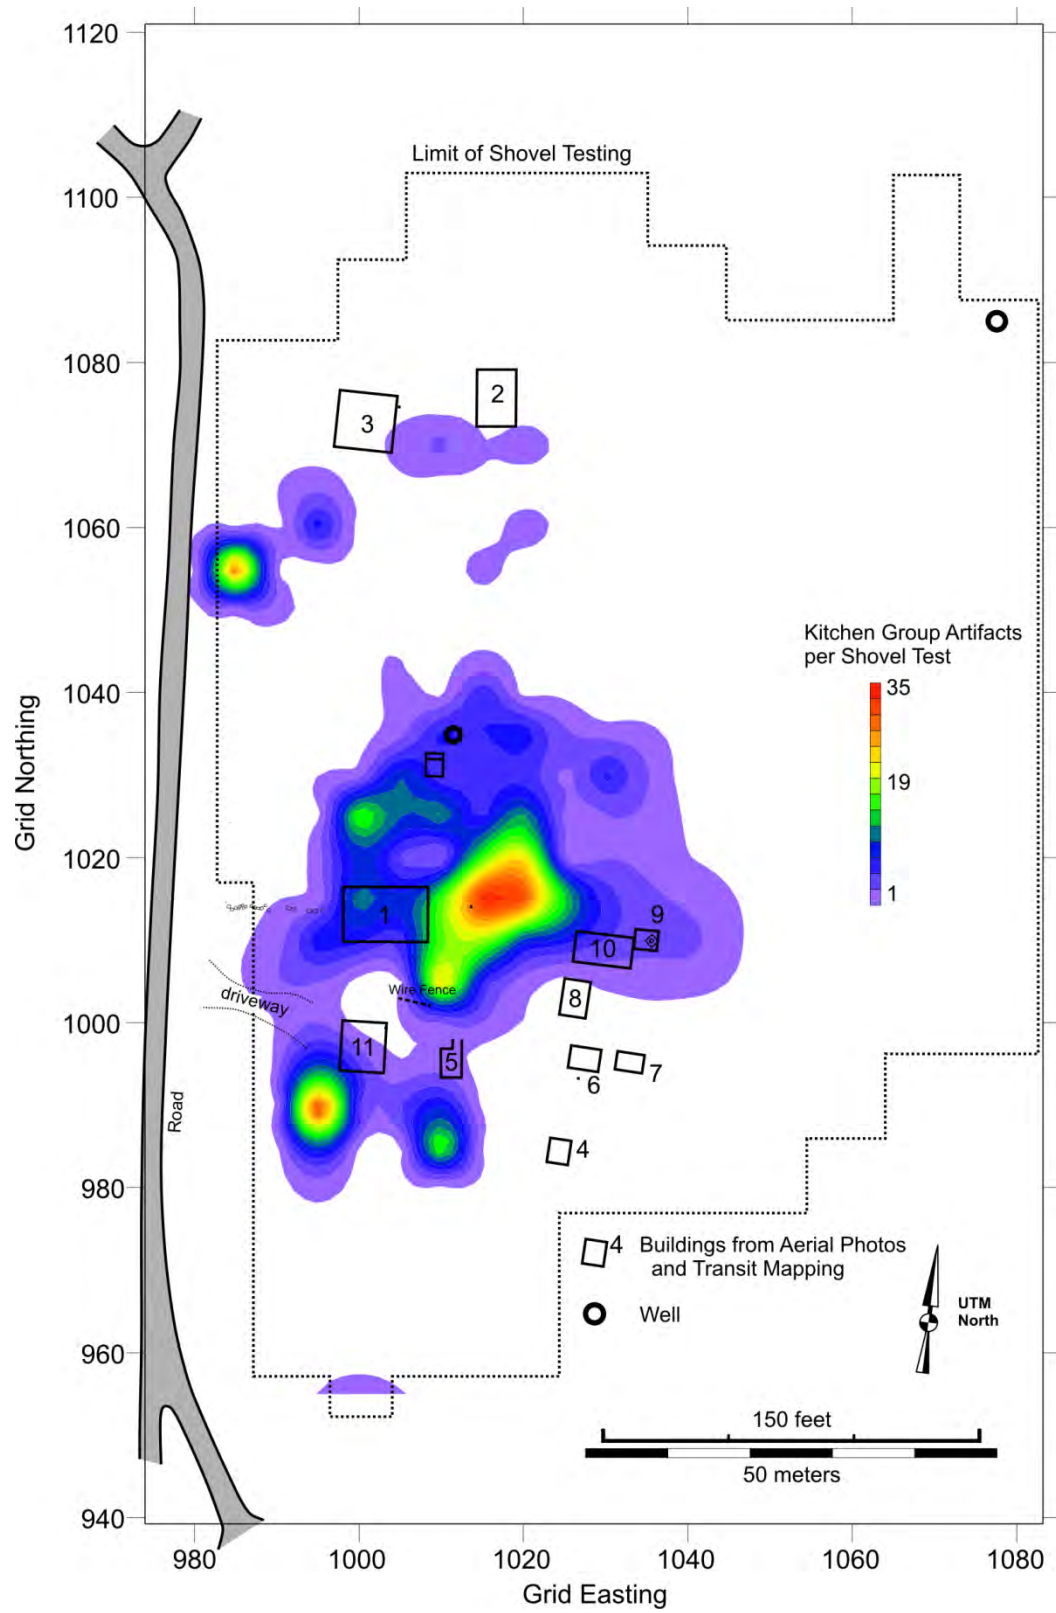 1120
Limit of Shovel Testing
1100
1080
2
3
1060
Kitchen Group Artifacts
per Shovel Test
35
1040
19
Grid Northing
1020
1
1
9
10
Wire Fence
driveway
8
1000
11
5
6
7
Road
4
980
4 Buildings from Aerial Photos
and Transit Mapping
Well
UTM
North
960
150 feet
50 meters
940
980 1000 1020 1040 1060 1080
Grid Easting